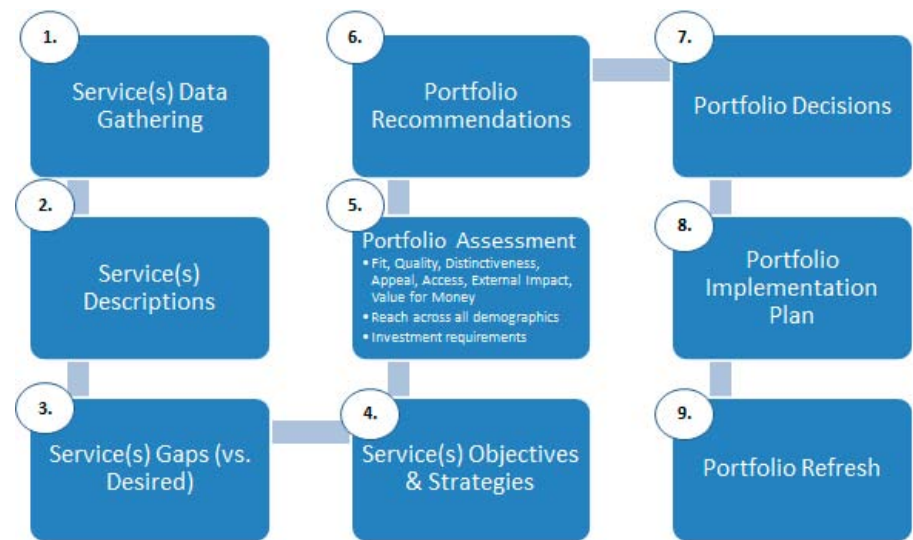 1.
Service(s) Data
Gathering
2.
Service(s)
Descriptions
3.
Service(s) Gaps (vs.
Desired)
4.
Service(s) Objectives
& Strategies
5.
Portfolio Assessment
• Fit, Quality, Distinctiveness,
Appeal, Access, External Impact,
Value for Money
• Reach across all demographics
• Investment requirements
6.
Portfolio
Recommendations
7.
Portfolio Decisions
8.
Portfolio
Implementation
Plan
9.
Portfolio Refresh